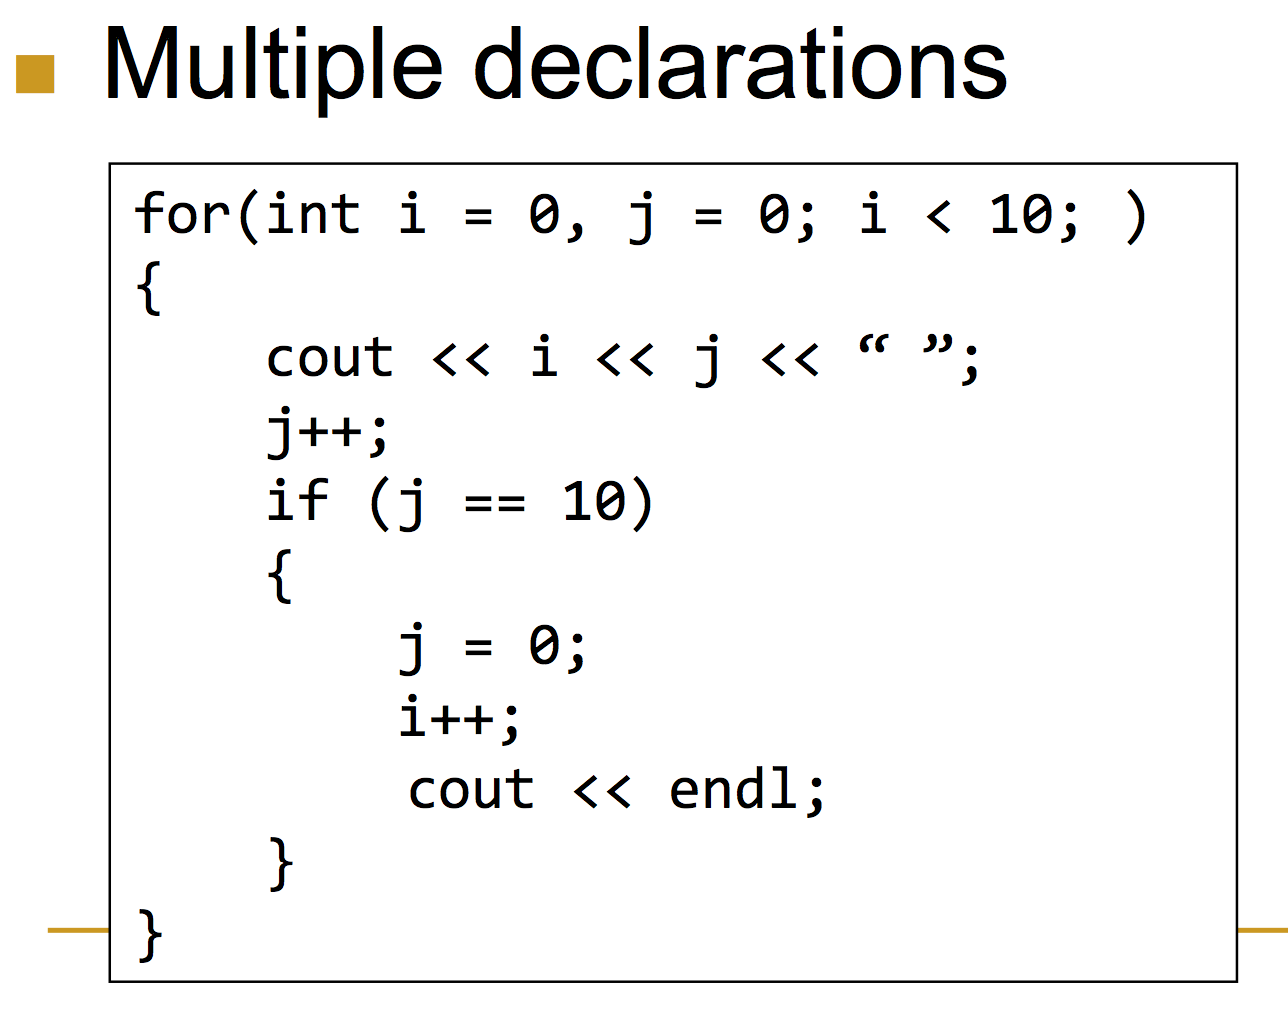 Multiple declarations
for(int i = 0, j = 0; i < 10; )
{
    cout << i << j << “ ”;
    j++;
    if (j == 10)
    {
        j = 0;
        i++;
        cout << endl;
    }
}